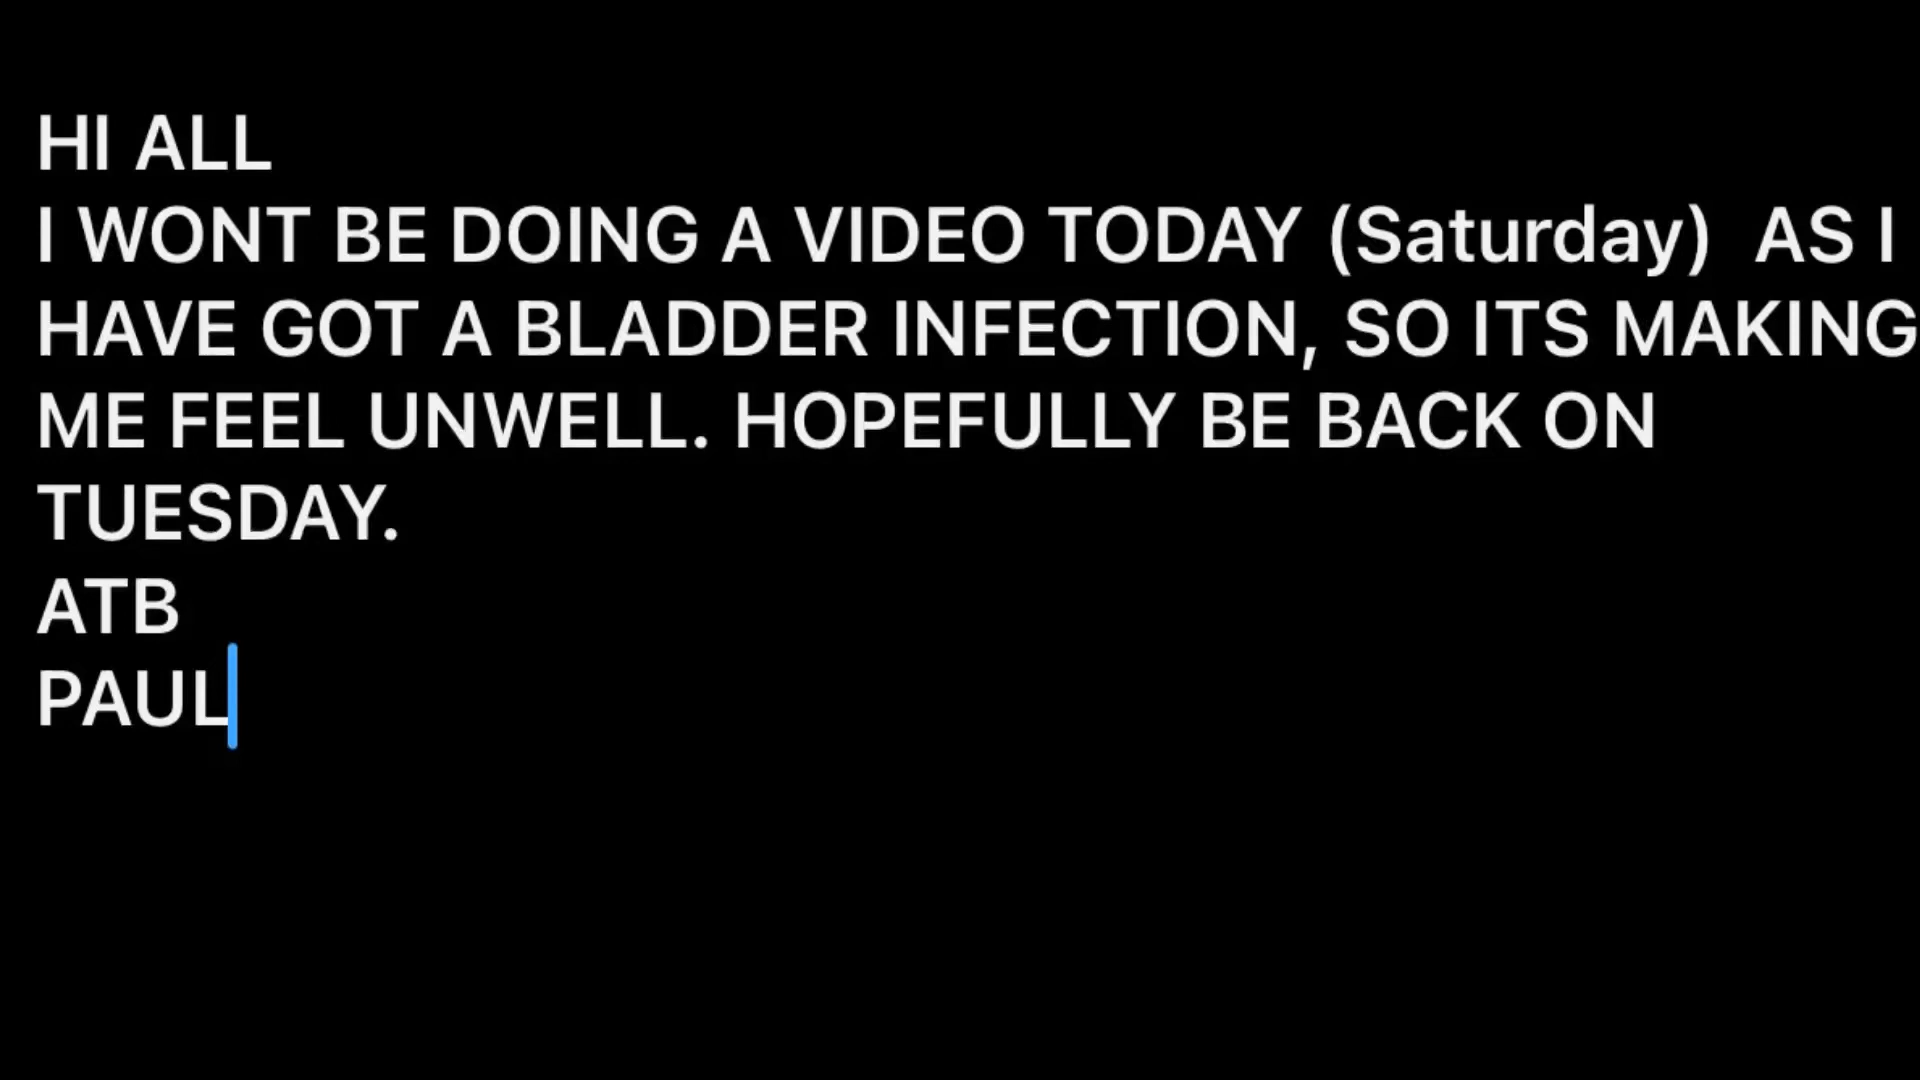 HI ALL
I WONT BE DOING A VIDEO TODAY (Saturday)  AS I
HAVE GOT A BLADDER INFECTION, SO ITS MAKING
ME FEEL UNWELL. HOPEFULLY BE BACK ON
TUESDAY.
ATB
PAUL